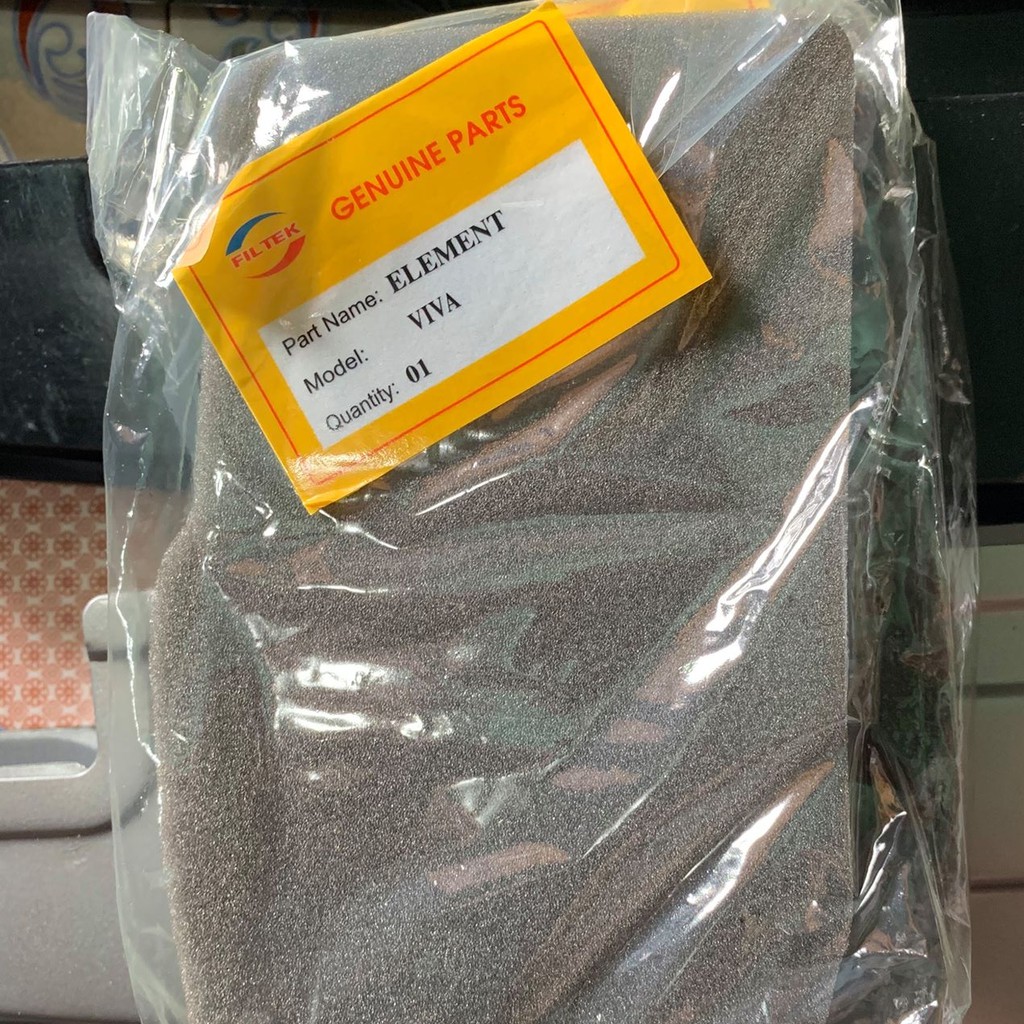 GENUINE PARTS
FILTEK
Part Name: ELEMENT
Model: VIVA
Quantity: 01